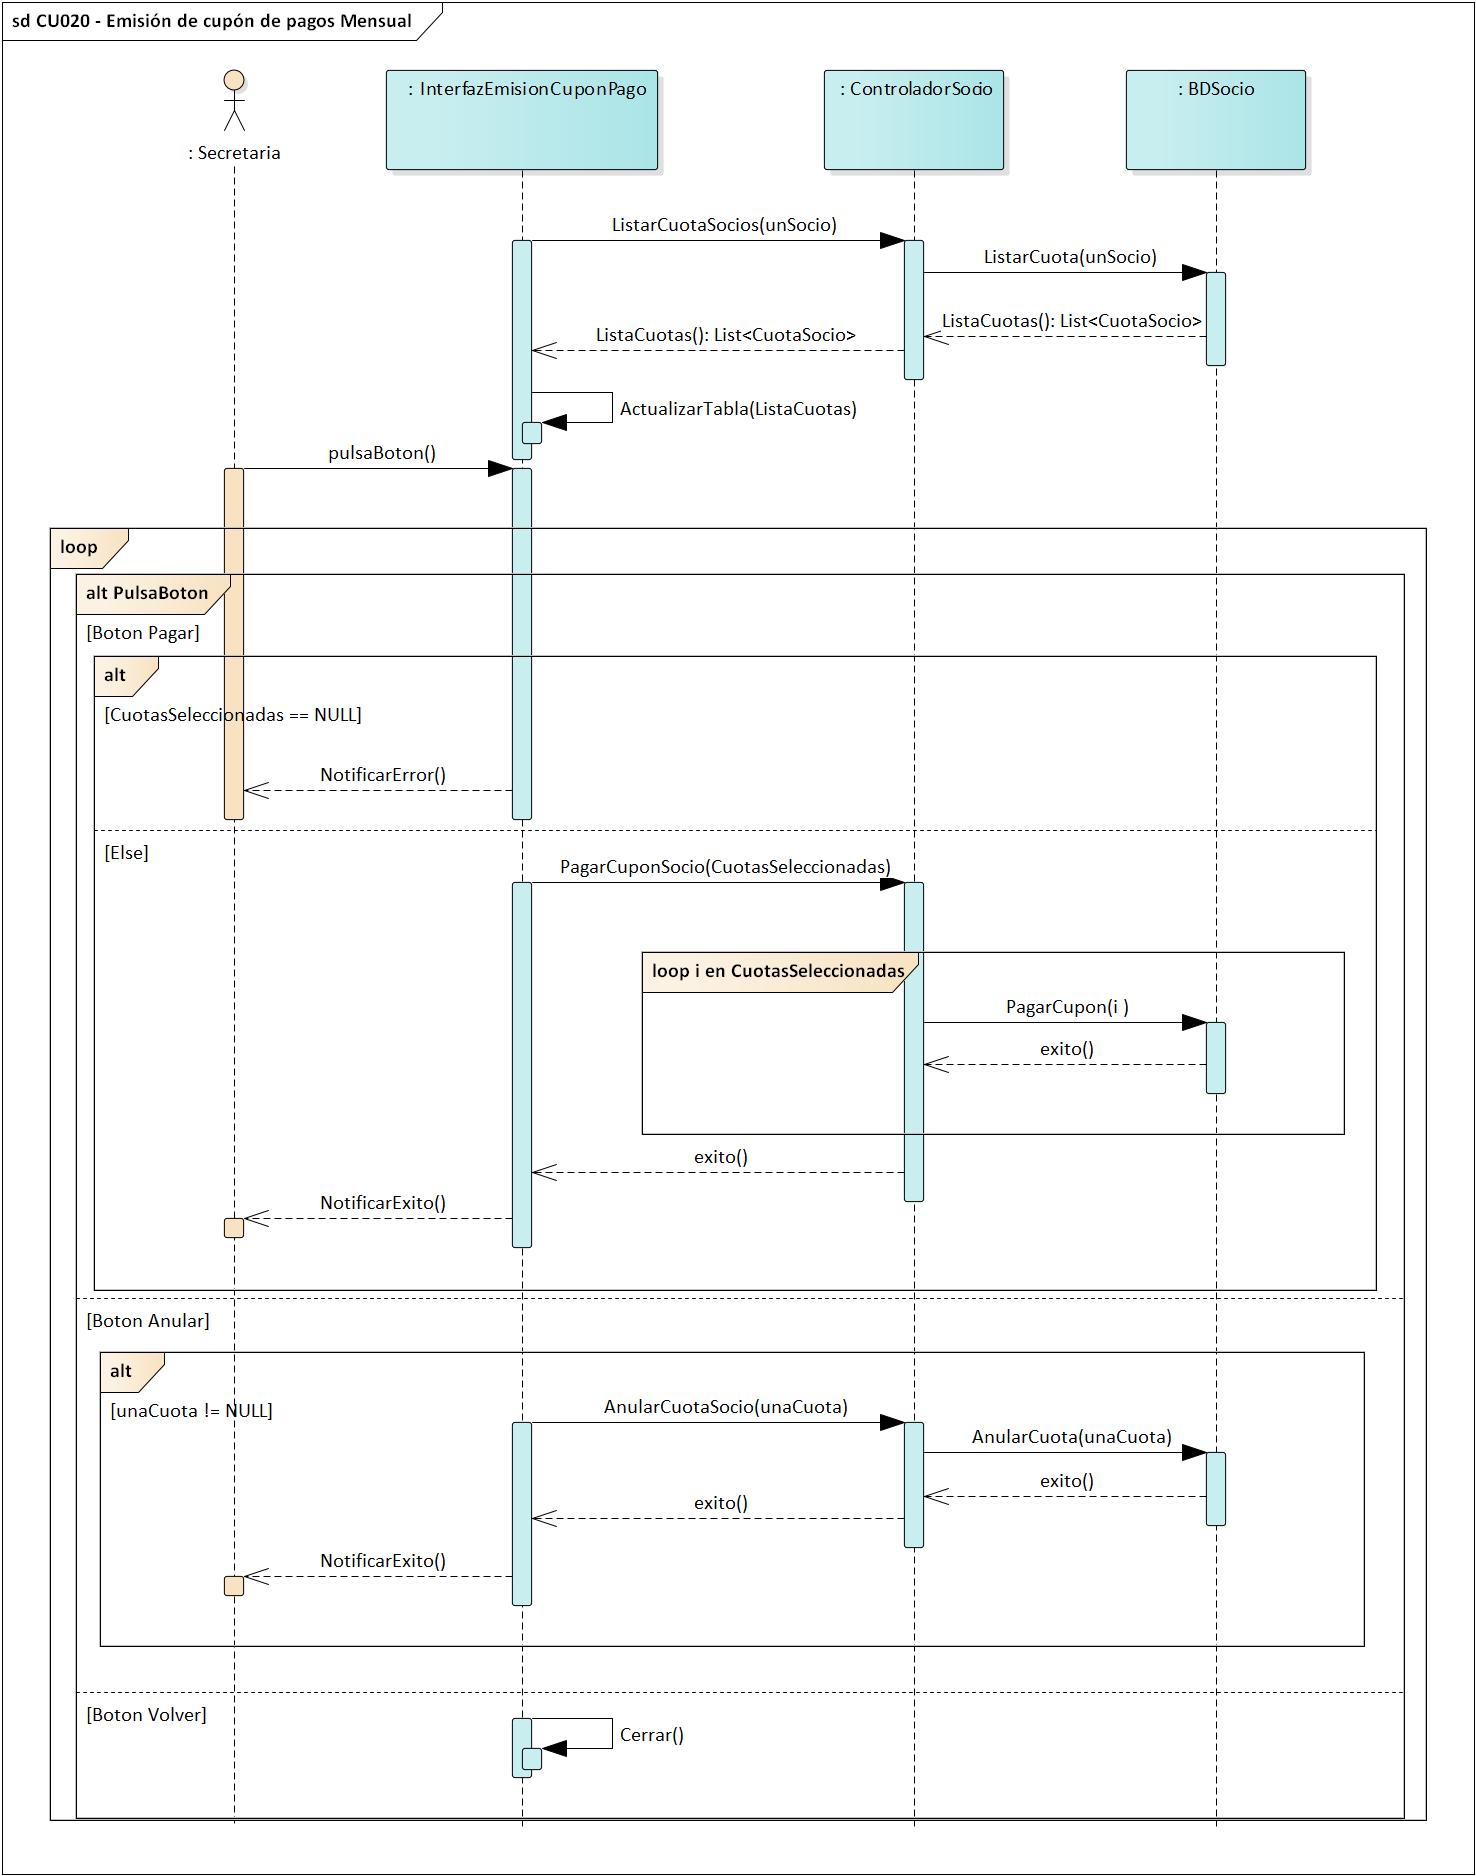 sd CU020 - Emisión de cupón de pagos Mensual
: Secretaria
: InterfazEmisionCuponPago
: ControladorSocio
: BDSocio
ListarCuotaSocios(unSocio)
ListarCuota(unSocio)
ListaCuotas(): List<CuotaSocio>
ListaCuotas(): List<CuotaSocio>
ActualizarTabla(ListaCuotas)
pulsaBoton()
loop
alt PulsaBoton
[Boton Pagar]
alt
[CuotasSeleccionadas == NULL]
NotificarError()
[Else]
PagarCuponSocio(CuotasSeleccionadas)
loop i en CuotasSeleccionadas
PagarCupon(i )
exito()
exito()
NotificarExito()
[Boton Anular]
alt
[unaCuota != NULL]
AnularCuotaSocio(unaCuota)
AnularCuota(unaCuota)
exito()
exito()
NotificarExito()
[Boton Volver]
Cerrar()